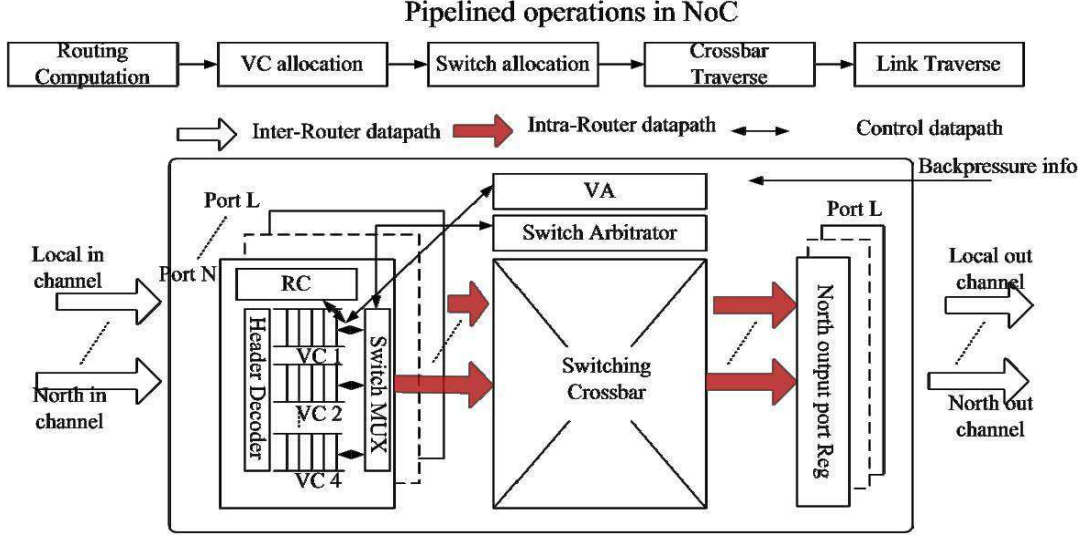 Pipelined operations in NoC
Routing
Computation
VC allocation
Switch allocation
Crossbar
Traverse
Link Traverse
Inter-Router datapath
Intra-Router datapath
Control datapath
Backpressure info
VA
Port L
Port L
Switch Arbitrator
Local in
channel
Port N
RC
Local out
channel
Header Decoder
VC 1
VC 2
VC 4
Switch MUX
Switching
Crossbar
North output port Reg
North in
channel
North out
channel